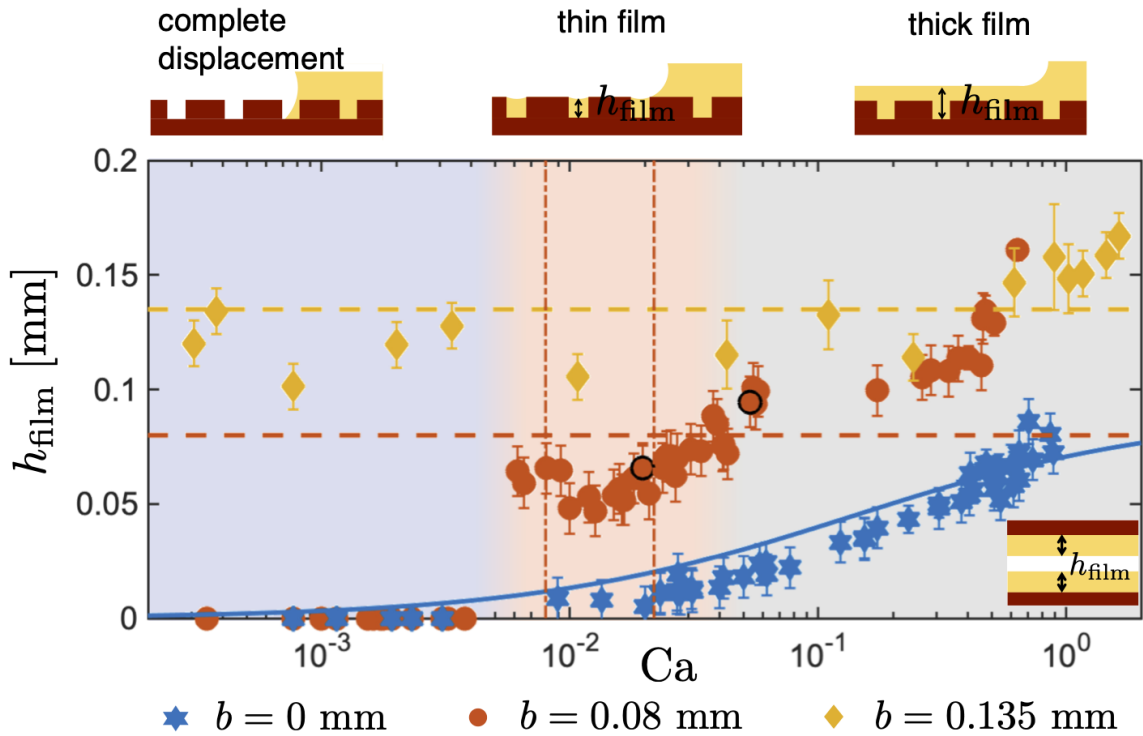 complete
displacement
thin film
thick film
h_film
h_film
0.2
0.15
0.1
0.05
0
h_film [mm]
h_film
10^-3
10^-2
10^-1
10^0
Ca
b = 0 mm
b = 0.08 mm
b = 0.135 mm